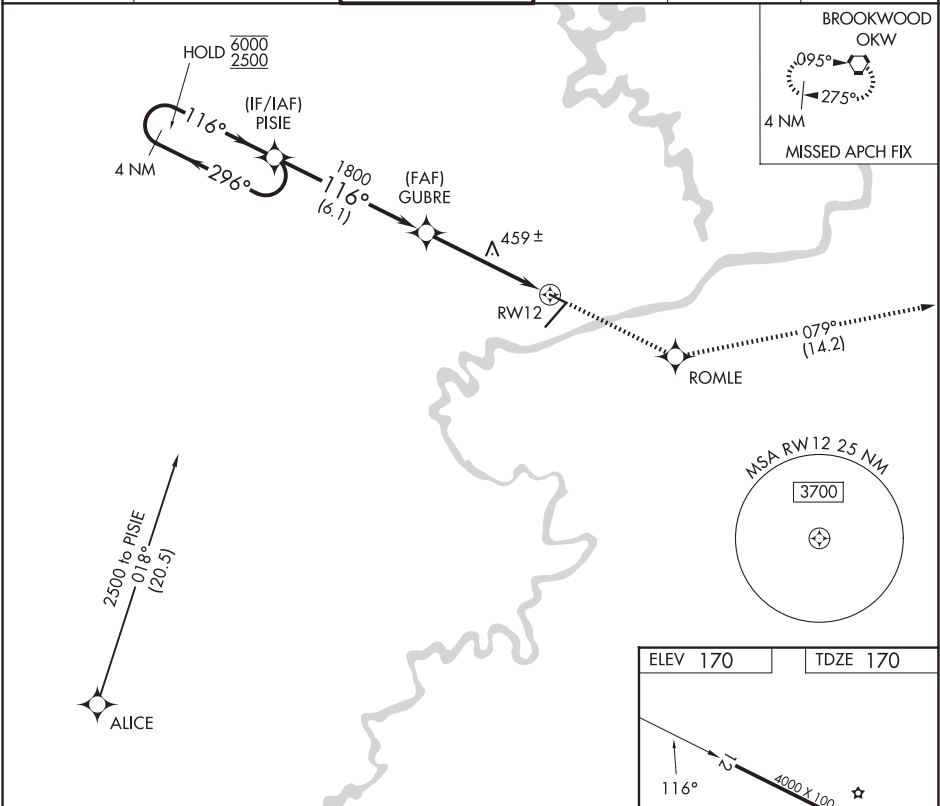 BROOKWOOD
OKW
095°
275°
4 NM
MISSED APCH FIX
HOLD 6000
2500
(IF/IAF)
PISIE
116°
4 NM
296°
1800
116°
(6.1)
(FAF)
GUBRE
459 ±
RW12
079°
(14.2)
ROMLE
MSA RW12 25 NM
3700
2500 to PISIE
018°
(20.5)
ALICE
ELEV 170
TDZE 170
12
116°
4000 X 100